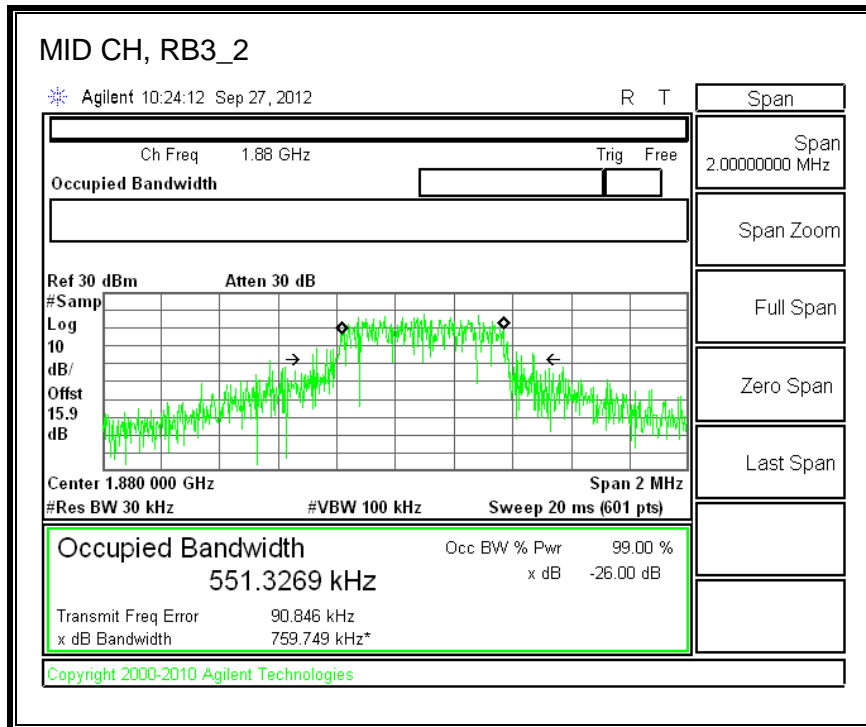 MID CH, RB3_2
Agilent 10:24:12 Sep 27, 2012 R T
Span
Ch Freq 1.88 GHz Trig Free
Occupied Bandwidth
Span
2.00000000 MHz
Span Zoom
Full Span
Zero Span
Last Span
Ref 30 dBm Atten 30 dB
#Samp
Log
10
dB/
Offst
15.9
dB
Center 1.880 000 GHz Span 2 MHz
#Res BW 30 kHz #VBW 100 kHz Sweep 20 ms (601 pts)
Occupied Bandwidth Occ BW % Pwr 99.00 %
551.3269 kHz x dB -26.00 dB
Transmit Freq Error 90.846 kHz
x dB Bandwidth 759.749 kHz*
Copyright 2000-2010 Agilent Technologies